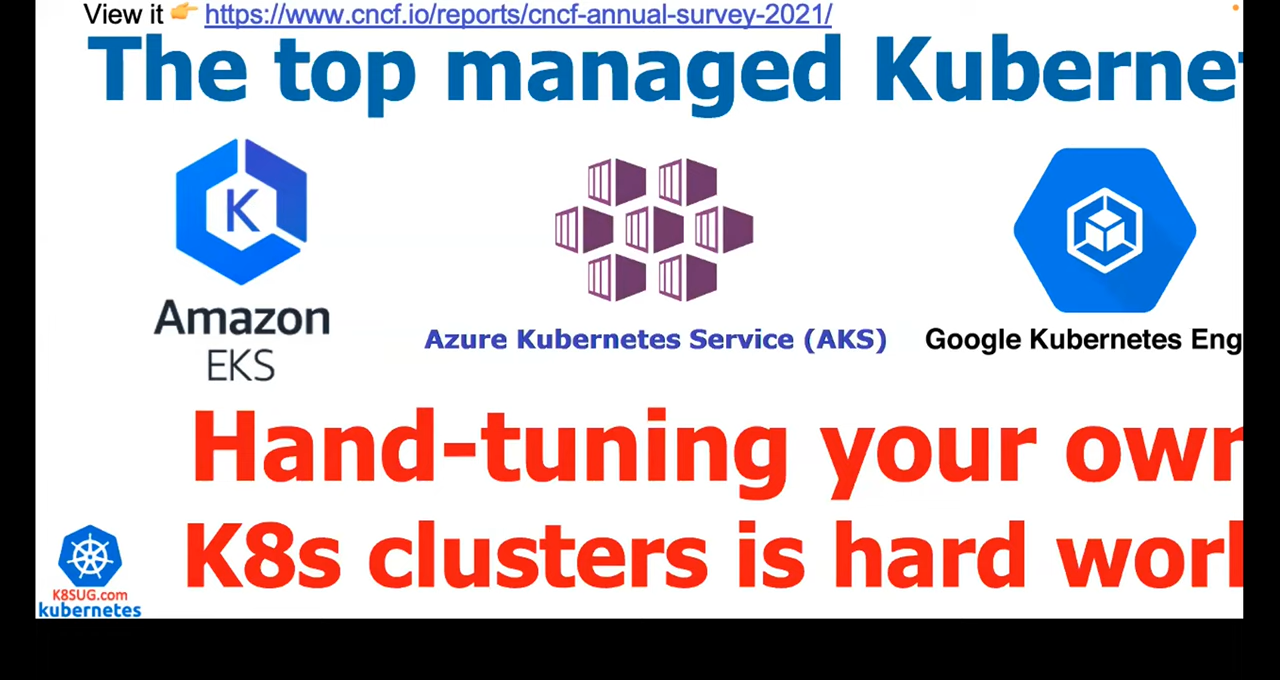 View it 👉 https://www.cncf.io/reports/cncf-annual-survey-2021/
The top managed Kuberne
K
Amazon
EKS
Azure Kubernetes Service (AKS)
Google Kubernetes Eng
Hand-tuning your own
K8s clusters is hard work
K8SUG.com
kubernetes